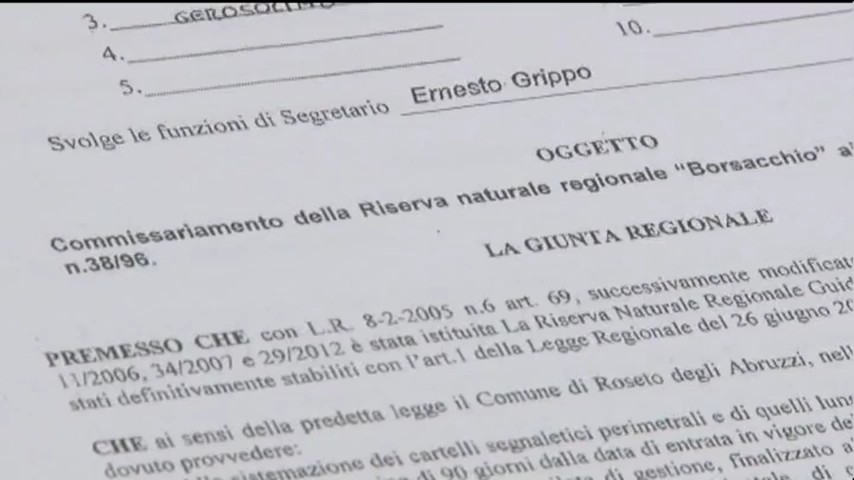 3. GEROSOLIMO
4.
10.
5.
Svolge le funzioni di Segretario Ernesto Grippo
OGGETTO
Commissariamento della Riserva naturale regionale “Borsacchio” a
n.38/96.
LA GIUNTA REGIONALE
PREMESSO CHE con L.R. 8-2-2005 n.6 art. 69, successivamente modificat
11/2006, 34/2007 e 29/2012 è stata istituita La Riserva Naturale Regionale Guid
stati definitivamente stabiliti con l’art.1 della Legge Regionale del 26 giugno 20
CHE ai sensi della predetta legge il Comune di Roseto degli Abruzzi, nell
dovuto provvedere:
sistemazione dei cartelli segnaletici perimetrali e di quelli lun
di 90 giorni dalla data di entrata in vigore de
di gestione, finalizzato a
di